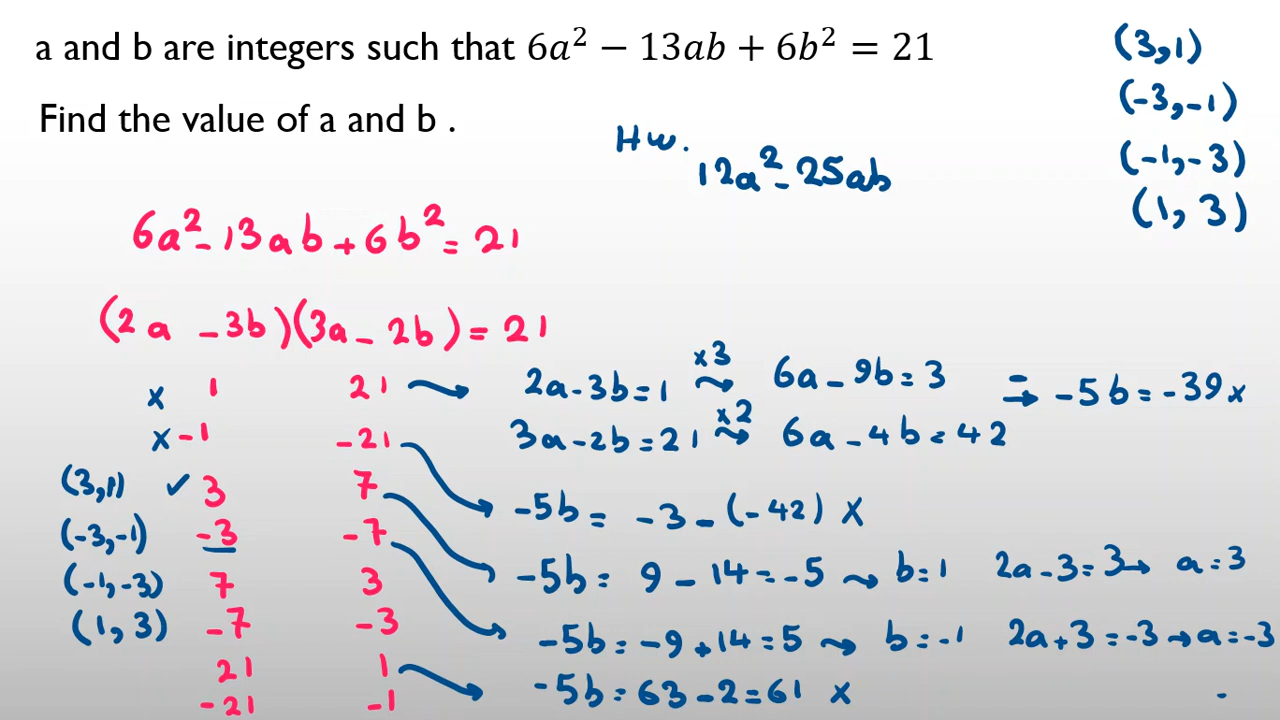 a and b are integers such that 6a² − 13ab + 6b² = 21
Find the value of a and b .
(3,1)
(-3,-1)
(-1,-3)
(1, 3)
Hw.
12a² - 25ab
6a² - 13ab + 6b² = 21
(2a - 3b)(3a - 2b) = 21
x 1 21 2a - 3b = 1 x3 6a - 9b = 3 - ⇒ -5b = -39 x
x -1 -21 3a - 2b = 21 x2 6a - 4b = 42
(3,1) ✓ 3 7 -5b = -3 - (-42) X
(-3,-1) -3 -7 -5b = 9 - 14 = -5 b = 1 2a - 3 = 3 → a = 3
(-1,-3) 7 3
(1, 3) -7 -3 -5b = -9 + 14 = 5 b = -1 2a + 3 = -3 → a = -3
21 1 -5b = 63 - 2 = 61 X
-21 -1